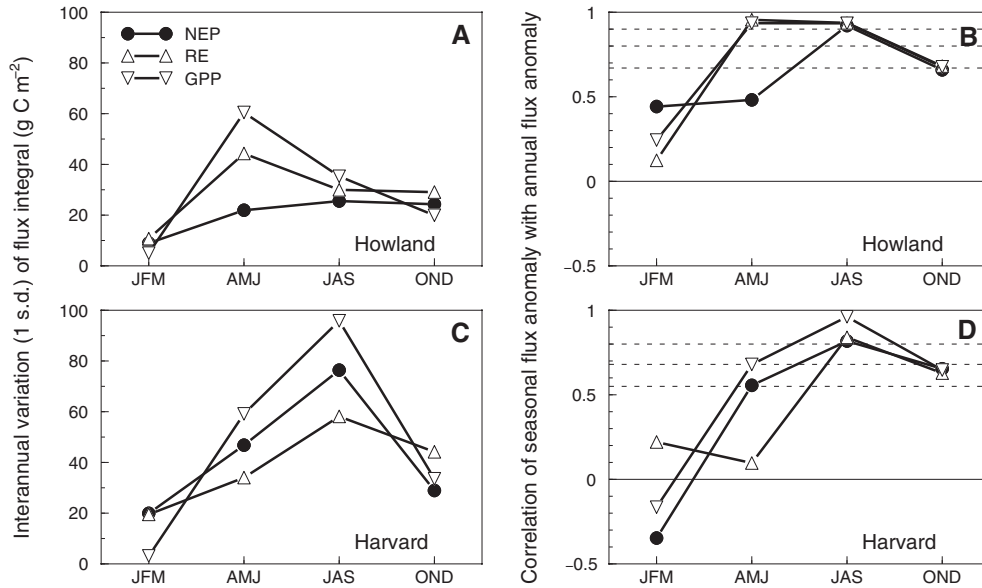 Interannual variation (1 s.d.) of flux integral (g C m⁻²)
100
80
60
40
20
0
NEP
RE
GPP
A
Howland
JFM
AMJ
JAS
OND
Correlation of seasonal flux anomaly with annual flux anomaly
1
0.5
0
−0.5
B
Howland
JFM
AMJ
JAS
OND
100
80
60
40
20
0
C
Harvard
JFM
AMJ
JAS
OND
1
0.5
0
−0.5
D
Harvard
JFM
AMJ
JAS
OND